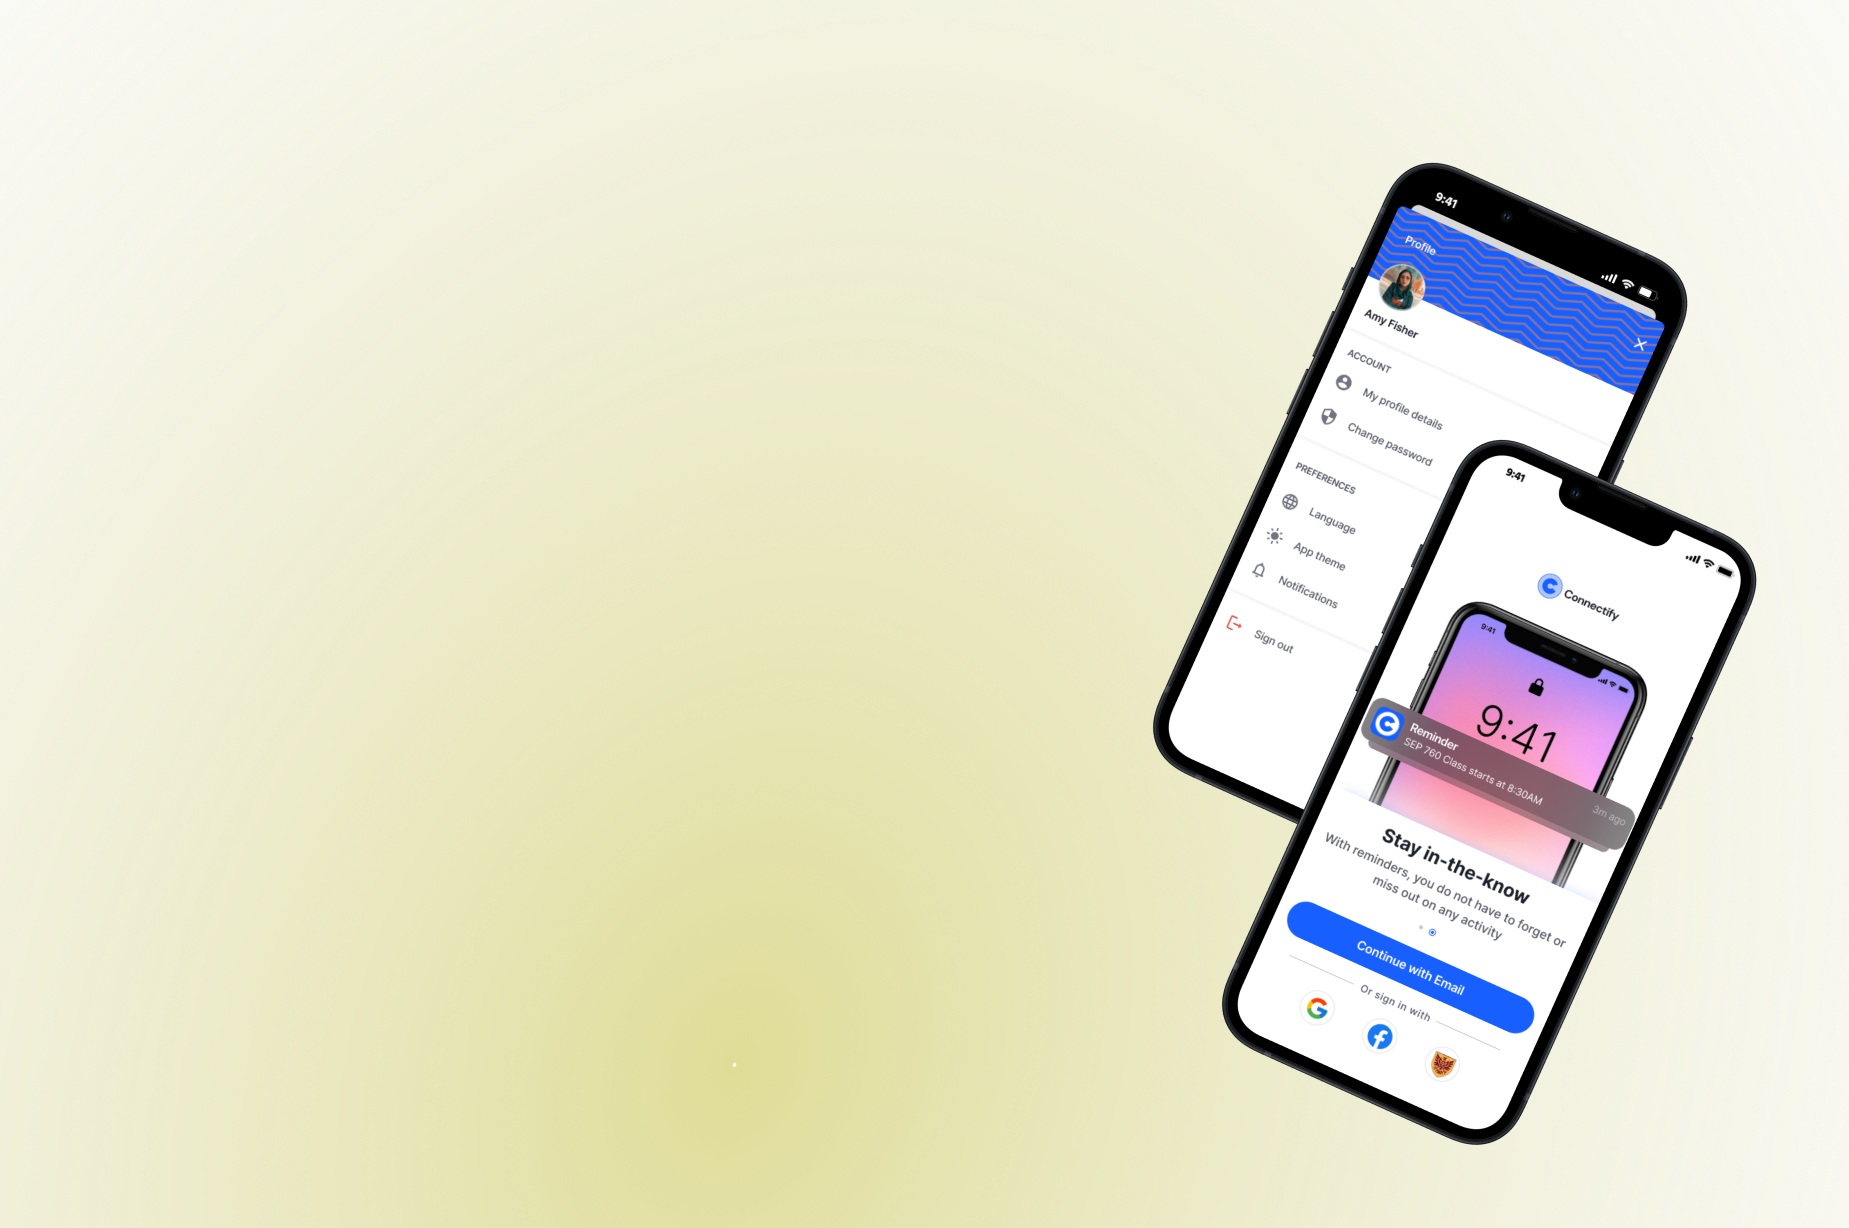 9:41
Profile
Amy Fisher
ACCOUNT
My profile details
Change password
PREFERENCES
Language
App theme
Notifications
Sign out
9:41
Connectify
9:41
9:41
Reminder
SEP 760 Class starts at 8:30AM
3m ago
Stay in-the-know
With reminders, you do not have to forget or
miss out on any activity
Continue with Email
Or sign in with